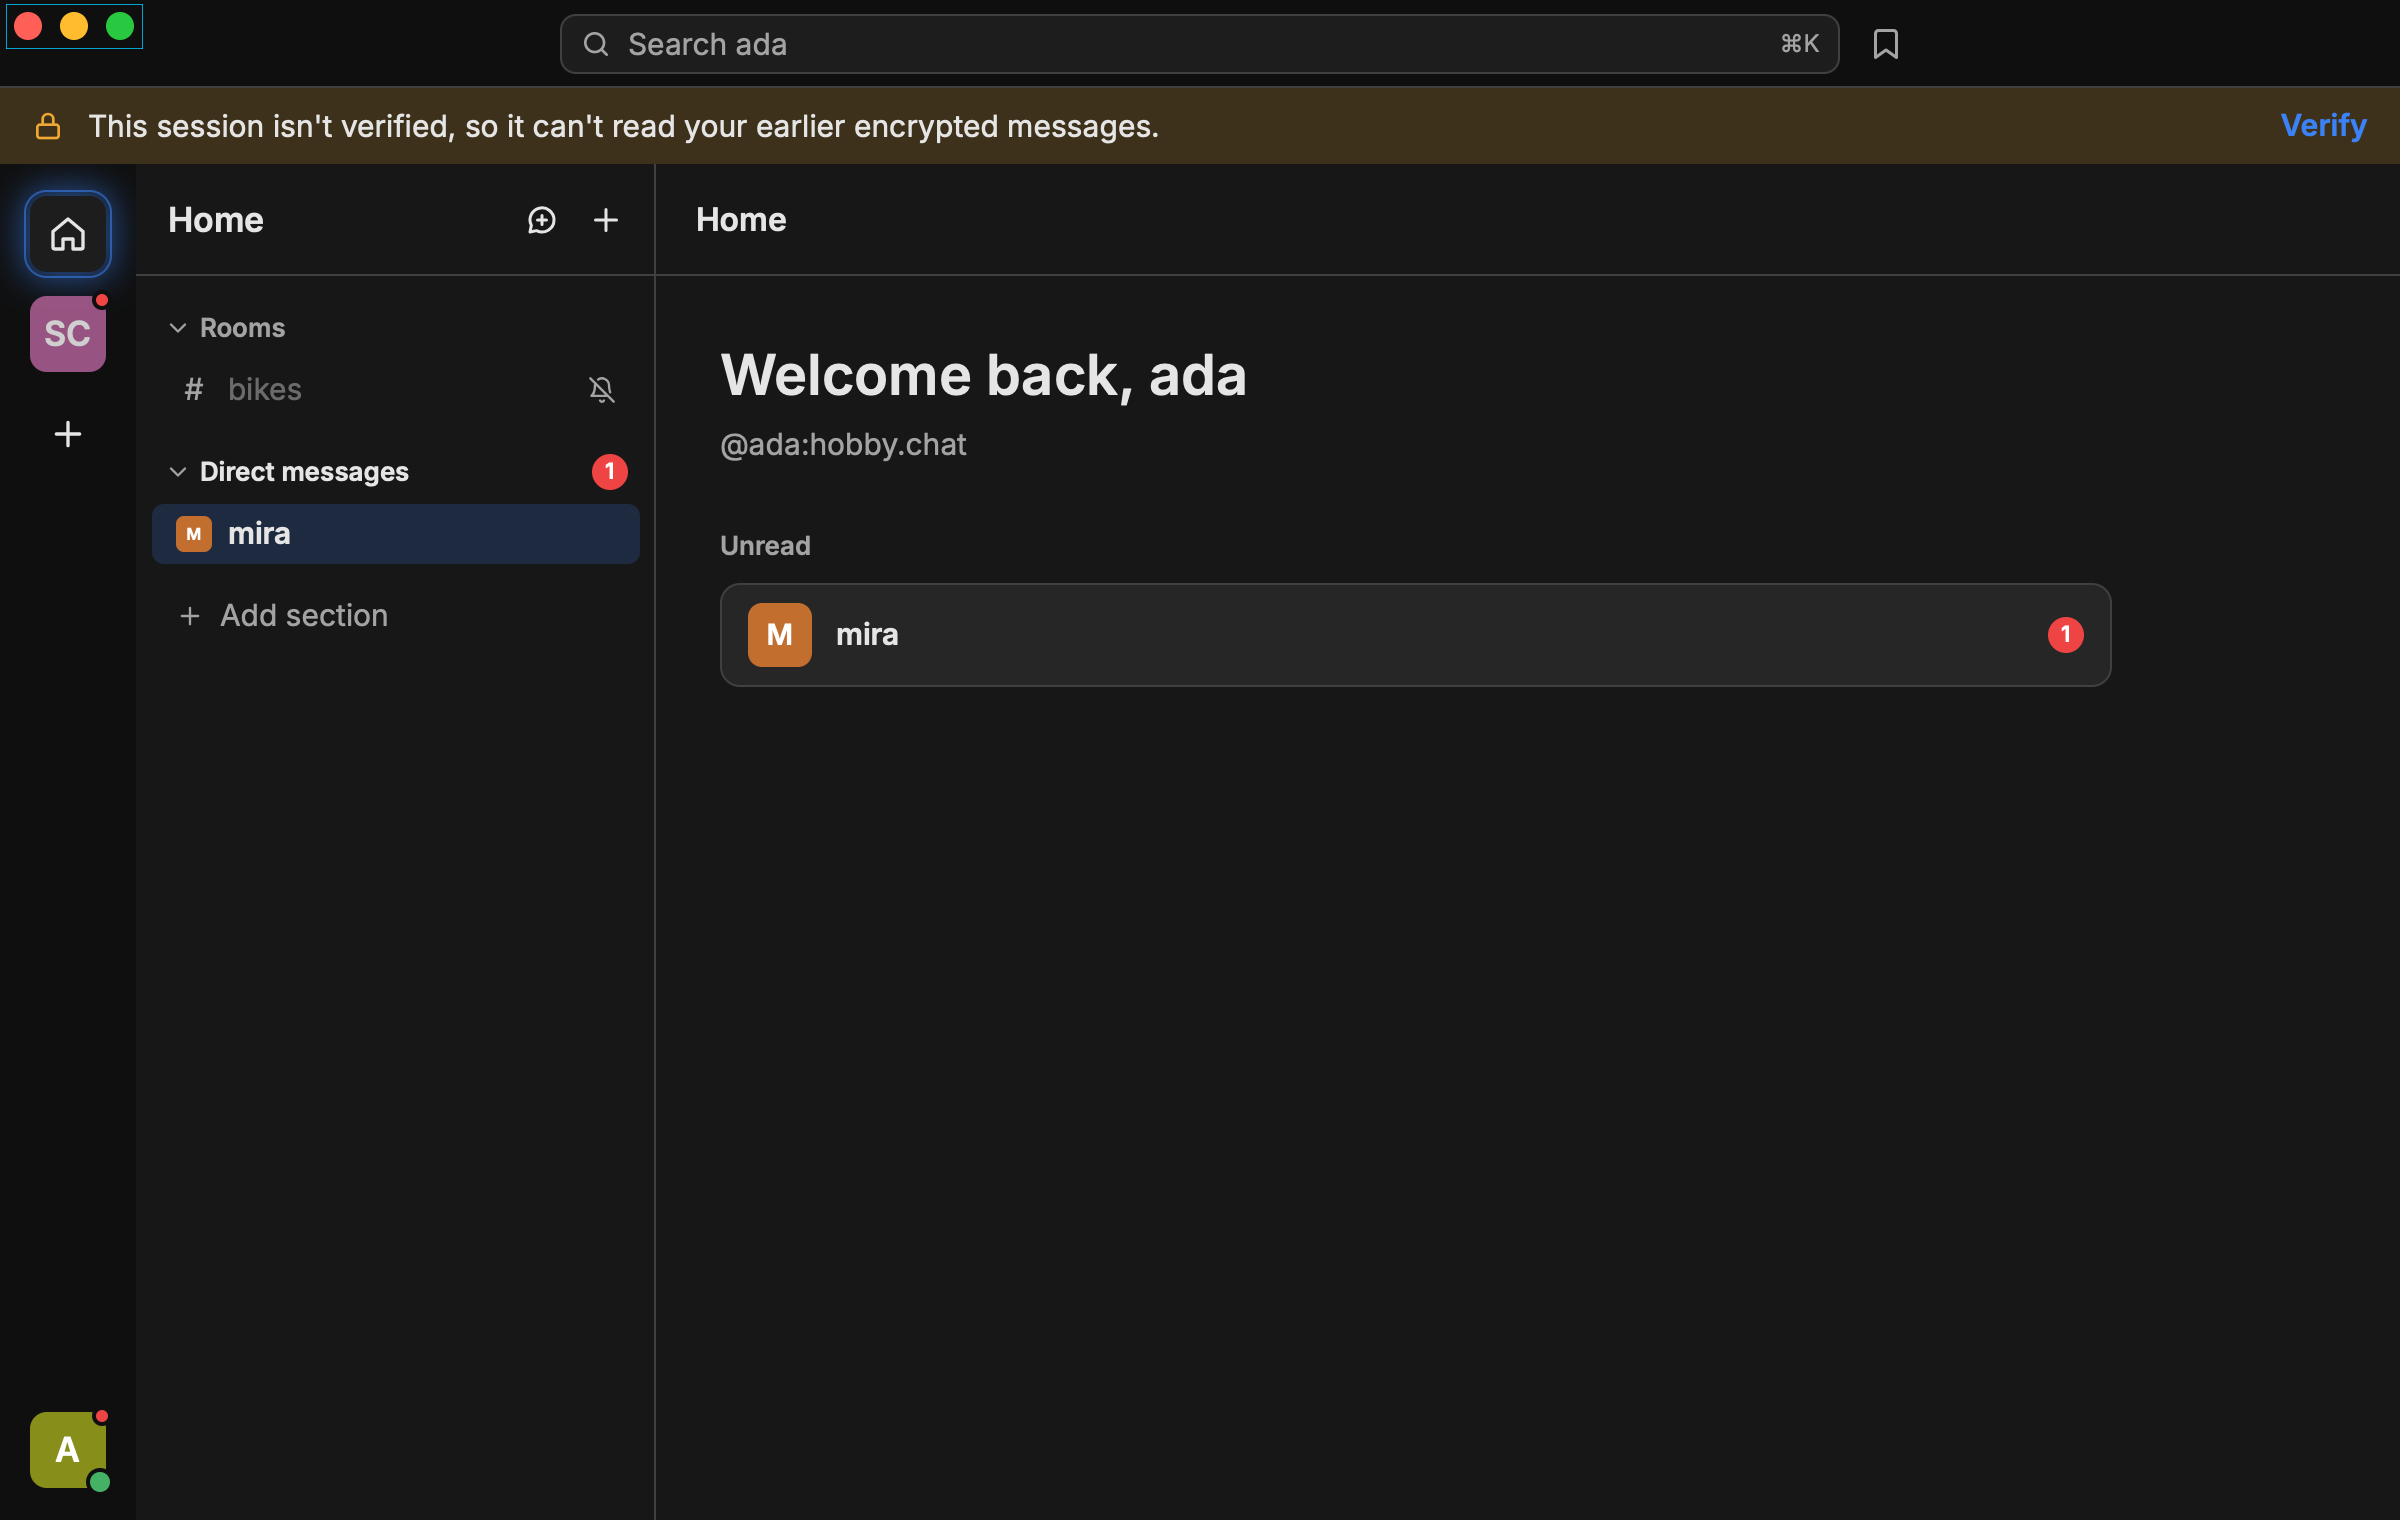 Search ada ⌘K
This session isn't verified, so it can't read your earlier encrypted messages. Verify
Home
Home
SC
Rooms
# bikes
Direct messages 1
M mira
Add section
Welcome back, ada
@ada:hobby.chat
Unread
M mira 1
A